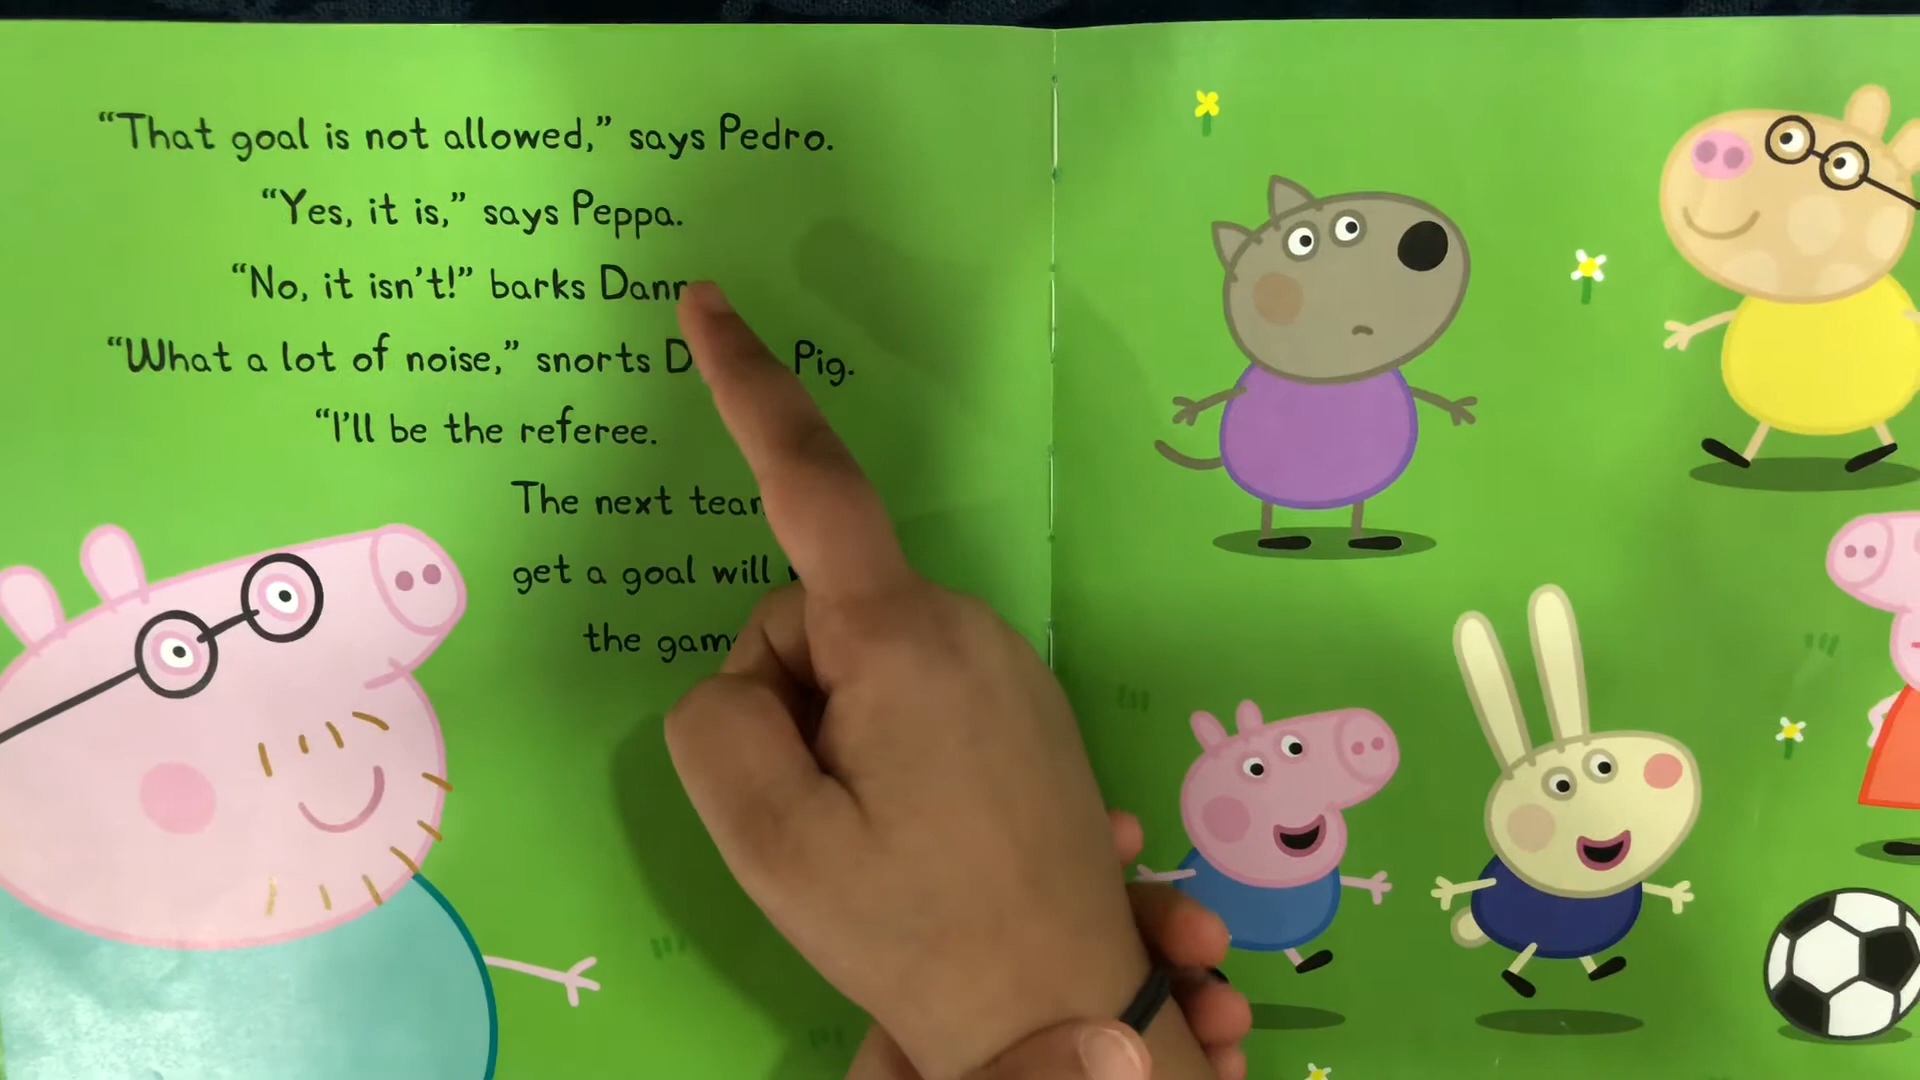 “That goal is not allowed,” says Pedro.
“Yes, it is,” says Peppa.
“No, it isn’t!” barks
“What a lot of noise,” snorts Pig.
“I’ll be the referee.
The next
get a goal will
the